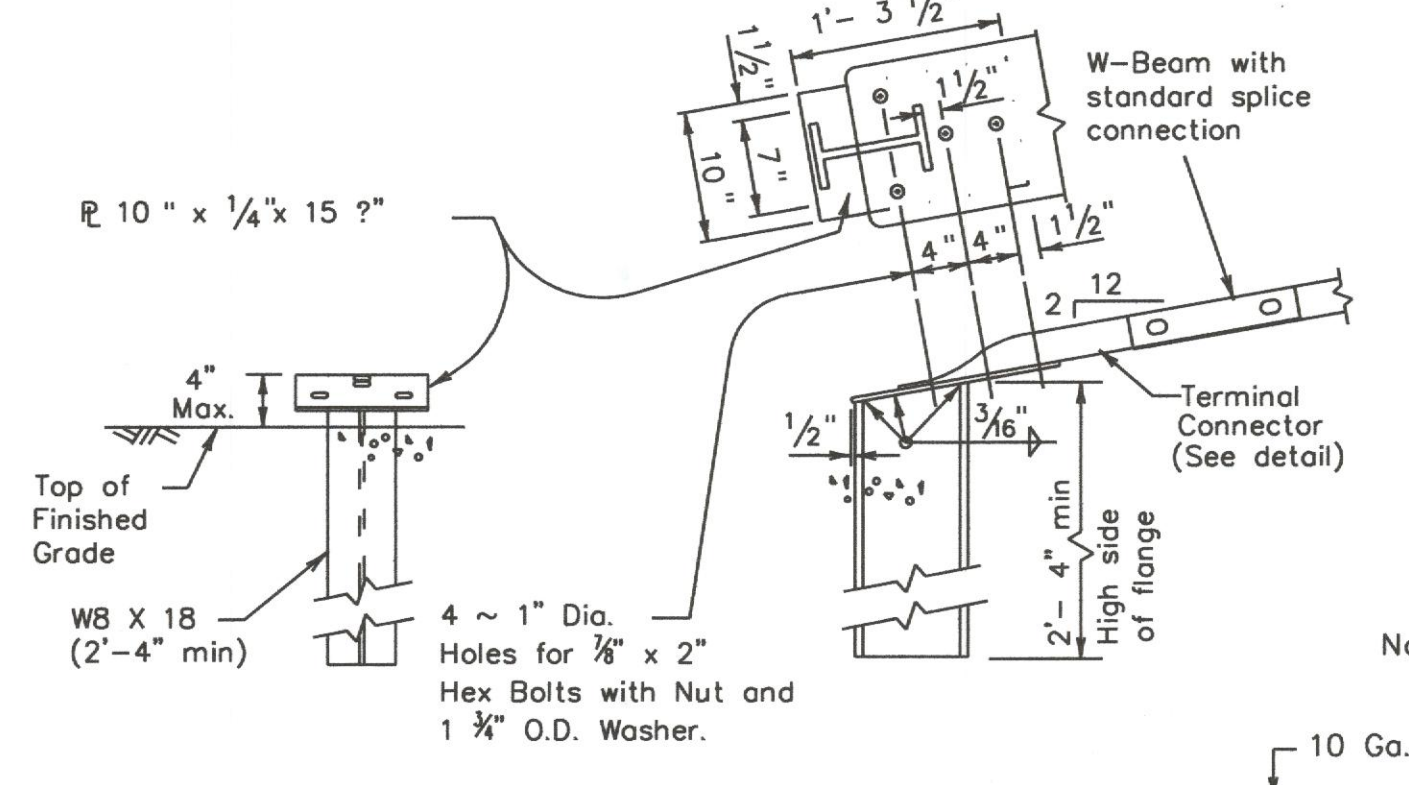 1'- 3 1/2
1 1/2"
1 1/2"
10 "
7 "
W-Beam with
standard splice
connection
℞ 10 " x 1/4"x 15 ?"
4 "
4 "
1 1/2"
2
12
4"
Max.
Terminal
Connector
(See detail)
1/2"
3/16"
Top of
Finished
Grade
2'- 4" min
High side
of flange
W8 X 18
(2'-4" min)
4 ~ 1" Dia.
Holes for 7/8" x 2"
Hex Bolts with Nut and
1 3/4" O.D. Washer.
10 Ga.